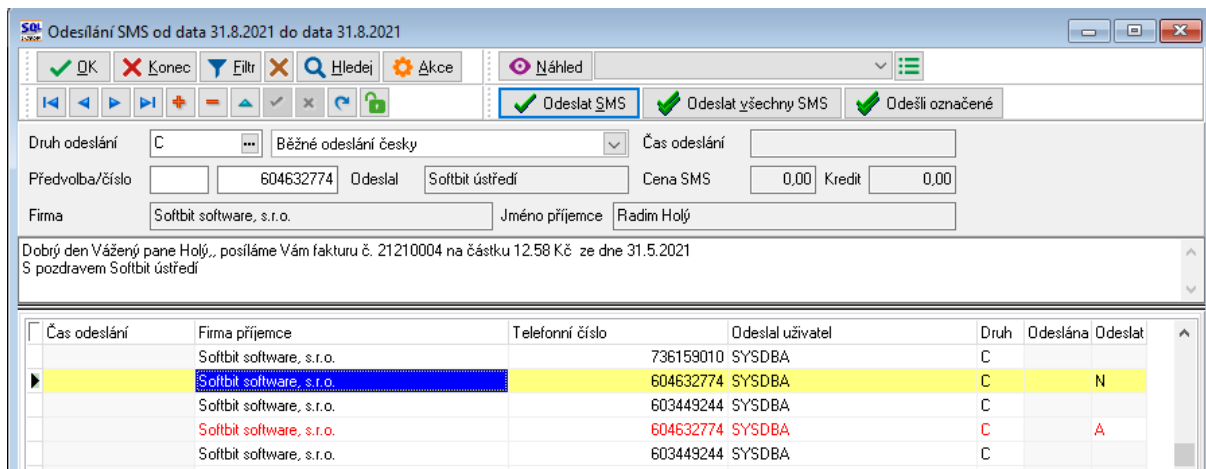 SQL Odesílání SMS od data 31.8.2021 do data 31.8.2021
OK Konec Filtr Hledej Akce Náhled
Odeslat SMS Odeslat všechny SMS Odešli označené
Druh odeslání C ... Běžné odeslání česky Čas odeslání
Předvolba/číslo 604632774 Odeslal Softbit ústředí Cena SMS 0,00 Kredit 0,00
Firma Softbit software, s.r.o. Jméno příjemce Radim Holý
Dobrý den Vážený pane Holý,, posíláme Vám fakturu č. 21210004 na částku 12.58 Kč ze dne 31.5.2021
S pozdravem Softbit ústředí
Čas odeslání Firma příjemce Telefonní číslo Odeslal uživatel Druh Odeslána Odeslat
Softbit software, s.r.o. 736159010 SYSDBA C
Softbit software, s.r.o. 604632774 SYSDBA C N
Softbit software, s.r.o. 603449244 SYSDBA C
Softbit software, s.r.o. 604632774 SYSDBA C A
Softbit software, s.r.o. 603449244 SYSDBA C